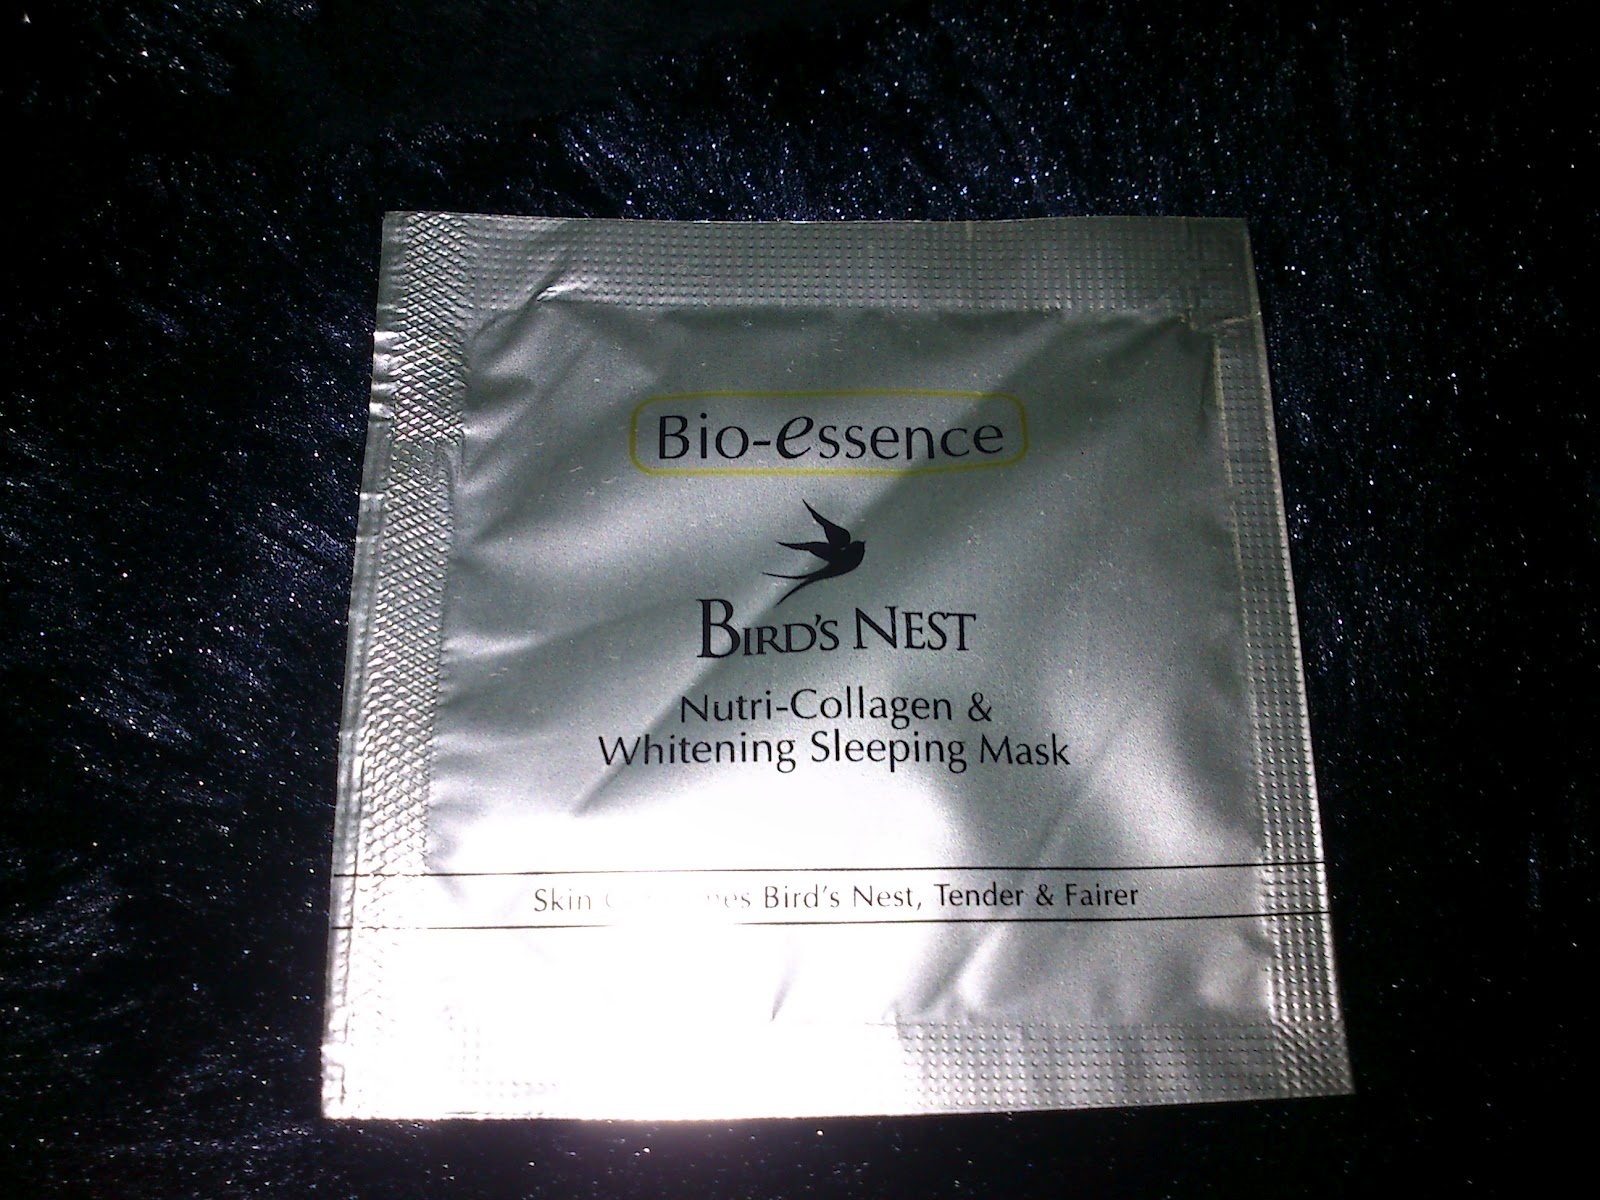 Bio-essence
BIRD'S NEST
Nutri-Collagen &
Whitening Sleeping Mask
Skin Bird's Nest, Tender & Fairer